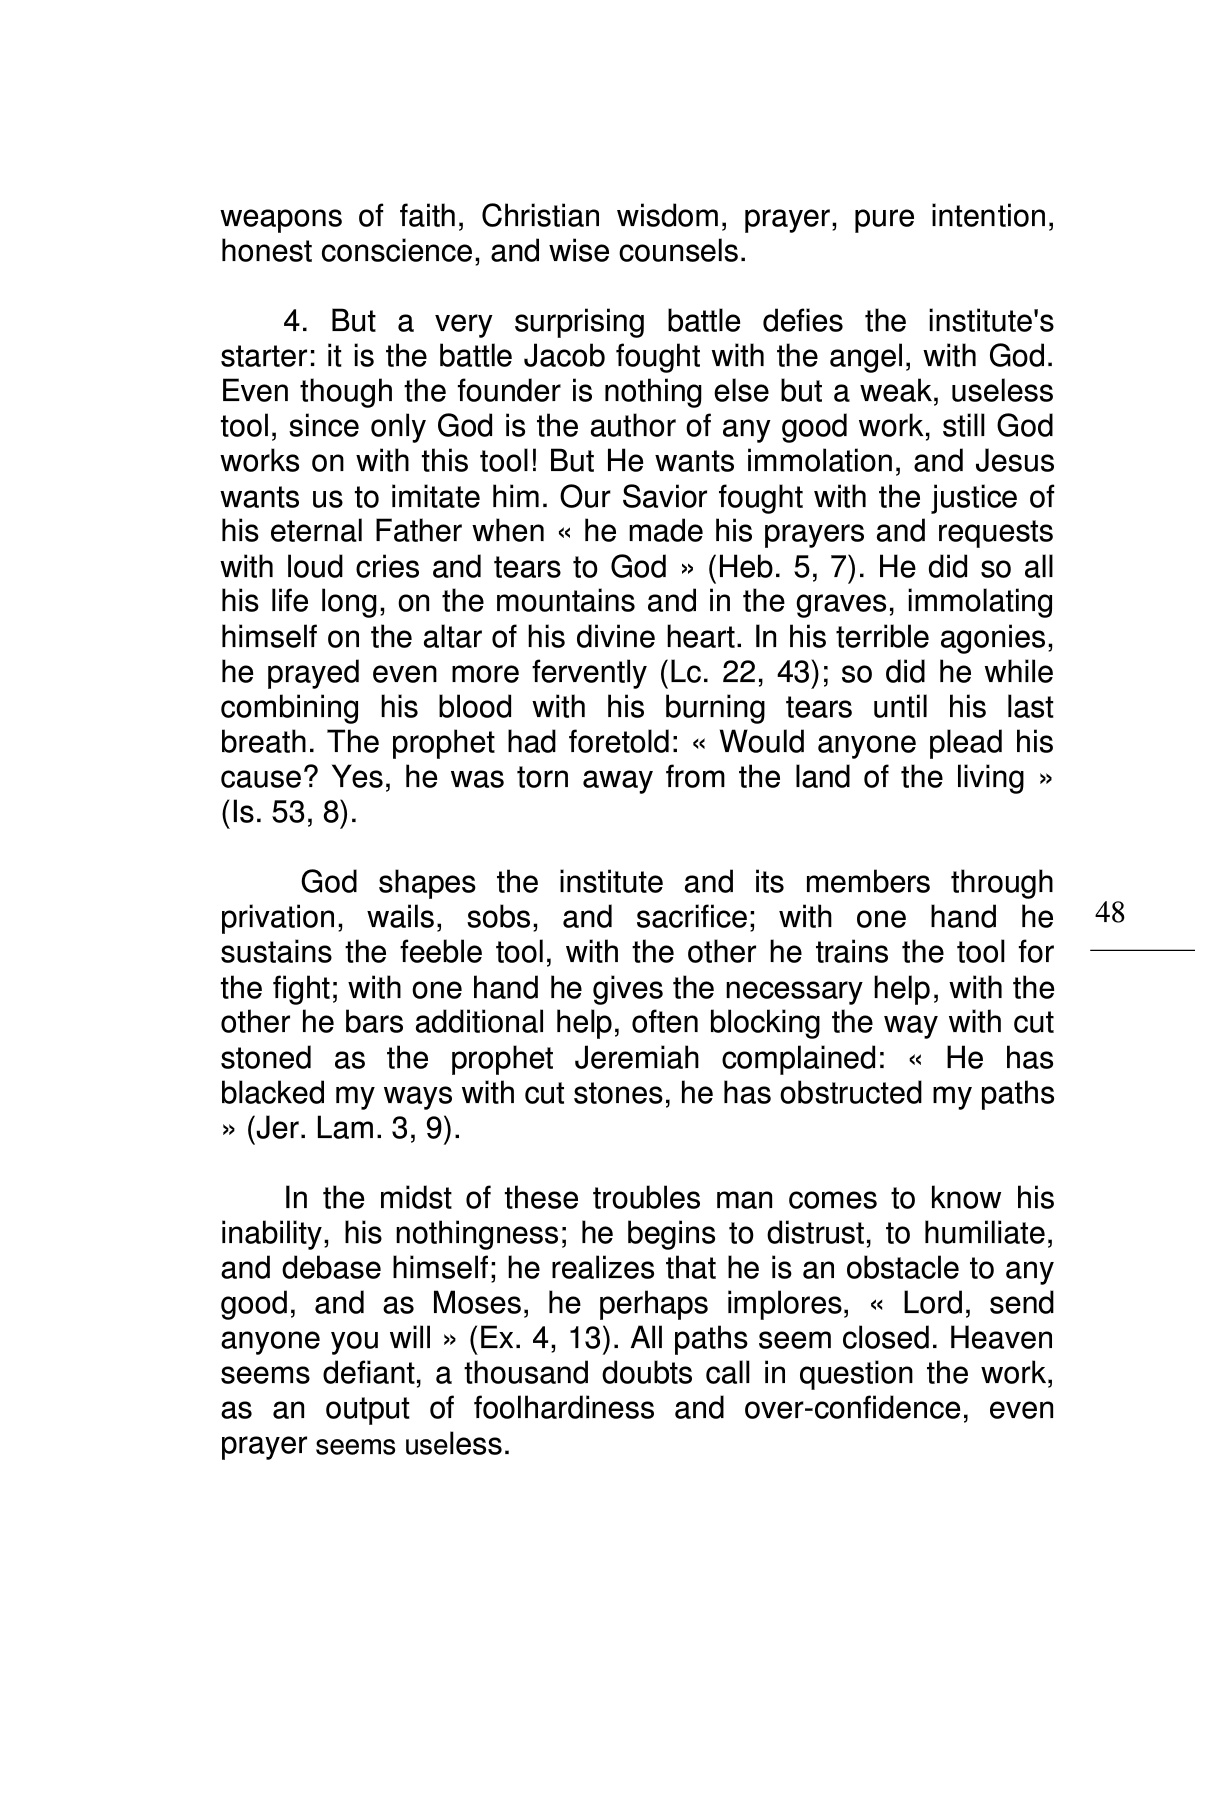 weapons of faith, Christian wisdom, prayer, pure intention,
honest conscience, and wise counsels.
4. But a very surprising battle defies the institute's
starter: it is the battle Jacob fought with the angel, with God.
Even though the founder is nothing else but a weak, useless
tool, since only God is the author of any good work, still God
works on with this tool! But He wants immolation, and Jesus
wants us to imitate him. Our Savior fought with the justice of
his eternal Father when « he made his prayers and requests
with loud cries and tears to God » (Heb. 5, 7). He did so all
his life long, on the mountains and in the graves, immolating
himself on the altar of his divine heart. In his terrible agonies,
he prayed even more fervently (Lc. 22, 43); so did he while
combining his blood with his burning tears until his last
breath. The prophet had foretold: « Would anyone plead his
cause? Yes, he was torn away from the land of the living »
(Is. 53, 8).
God shapes the institute and its members through
privation, wails, sobs, and sacrifice; with one hand he
sustains the feeble tool, with the other he trains the tool for
the fight; with one hand he gives the necessary help, with the
other he bars additional help, often blocking the way with cut
stoned as the prophet Jeremiah complained: « He has
blacked my ways with cut stones, he has obstructed my paths
» (Jer. Lam. 3, 9).
In the midst of these troubles man comes to know his
inability, his nothingness; he begins to distrust, to humiliate,
and debase himself; he realizes that he is an obstacle to any
good, and as Moses, he perhaps implores, « Lord, send
anyone you will » (Ex. 4, 13). All paths seem closed. Heaven
seems defiant, a thousand doubts call in question the work,
as an output of foolhardiness and over-confidence, even
prayer seems useless.
48